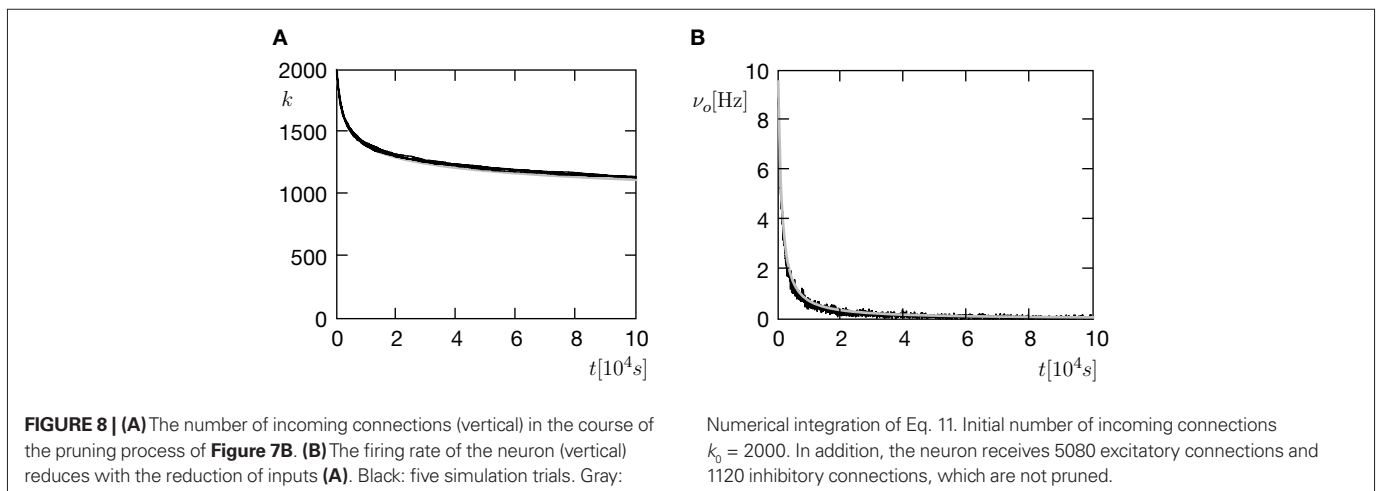 A
2000
k
1500
1000
500
0
0 2 4 6 8 10
t[10⁴s]
B
10
νₒ[Hz]
8
6
4
2
0
0 2 4 6 8 10
t[10⁴s]
FIGURE 8 | (A) The number of incoming connections (vertical) in the course of
the pruning process of Figure 7B. (B) The firing rate of the neuron (vertical)
reduces with the reduction of inputs (A). Black: five simulation trials. Gray:
Numerical integration of Eq. 11. Initial number of incoming connections
k₀ = 2000. In addition, the neuron receives 5080 excitatory connections and
1120 inhibitory connections, which are not pruned.